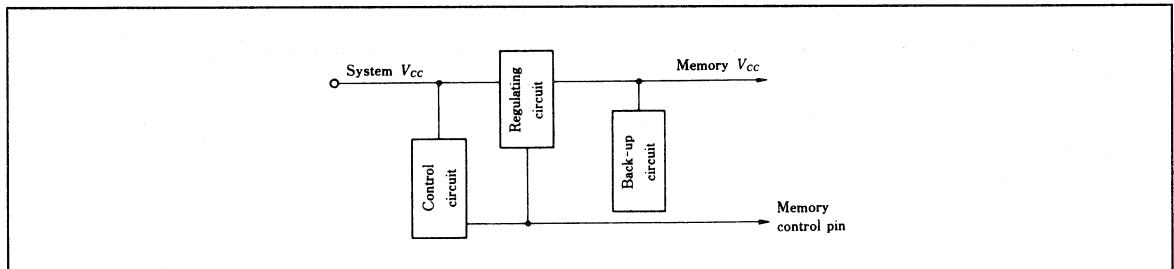 System Vcc
Regulating
circuit
Memory Vcc
Control
circuit
Back-up
circuit
Memory
control pin